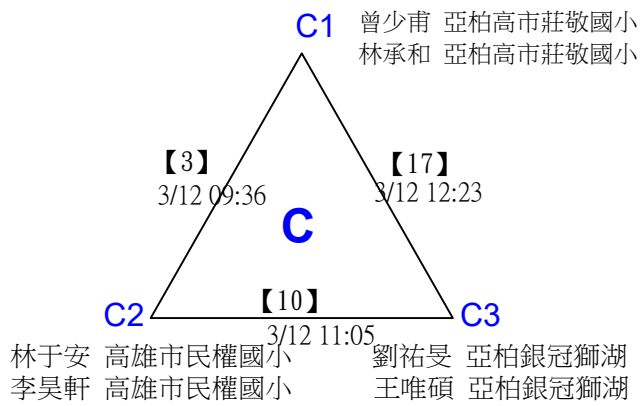 C1
曾少甫 亞柏高市莊敬國小
林承和 亞柏高市莊敬國小
【3】
3/12 09:36
【17】
3/12 12:23
C
【10】
3/12 11:05
C2
C3
林于安 高雄市民權國小
李昊軒 高雄市民權國小
劉祐旻 亞柏銀冠獅湖
王唯碩 亞柏銀冠獅湖